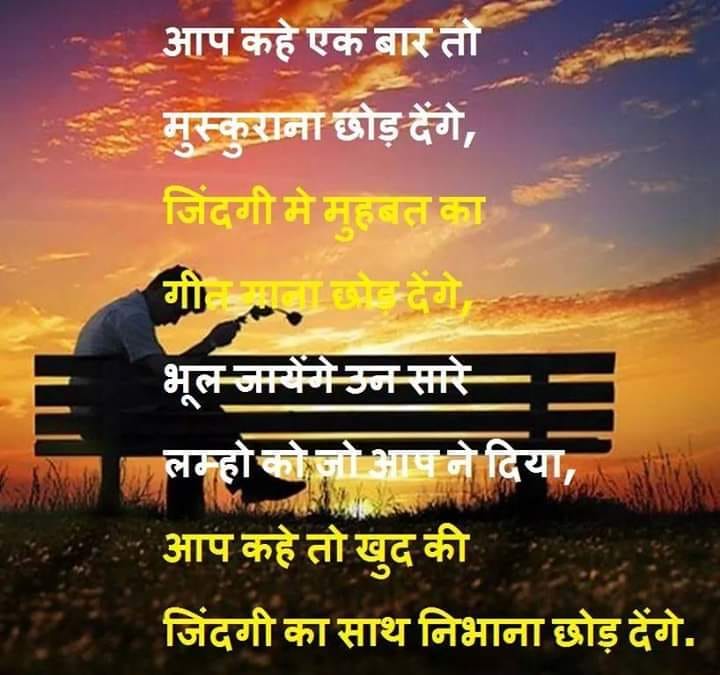 आप कहे एक बार तो
मुस्कुराना छोड़ देंगे,
जिंदगी मे मुहबत का
गीत गाना छोड़ देंगे,
भूल जायेंगे उन सारे
लम्हो को जो आप ने दिया,
आप कहे तो खुद की
जिंदगी का साथ निभाना छोड़ देंगे.